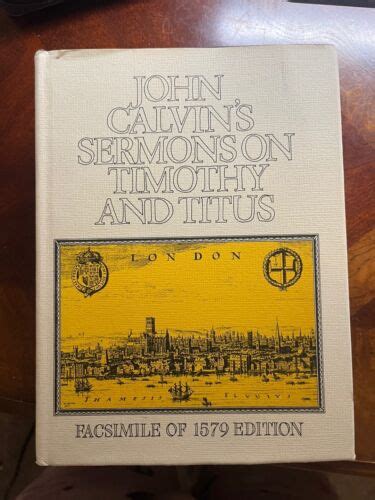 JOHN
CALVIN'S
SERMONS ON
TIMOTHY
AND TITUS
LONDON
THAMESIS FLUVIUS
FACSIMILE OF 1579 EDITION